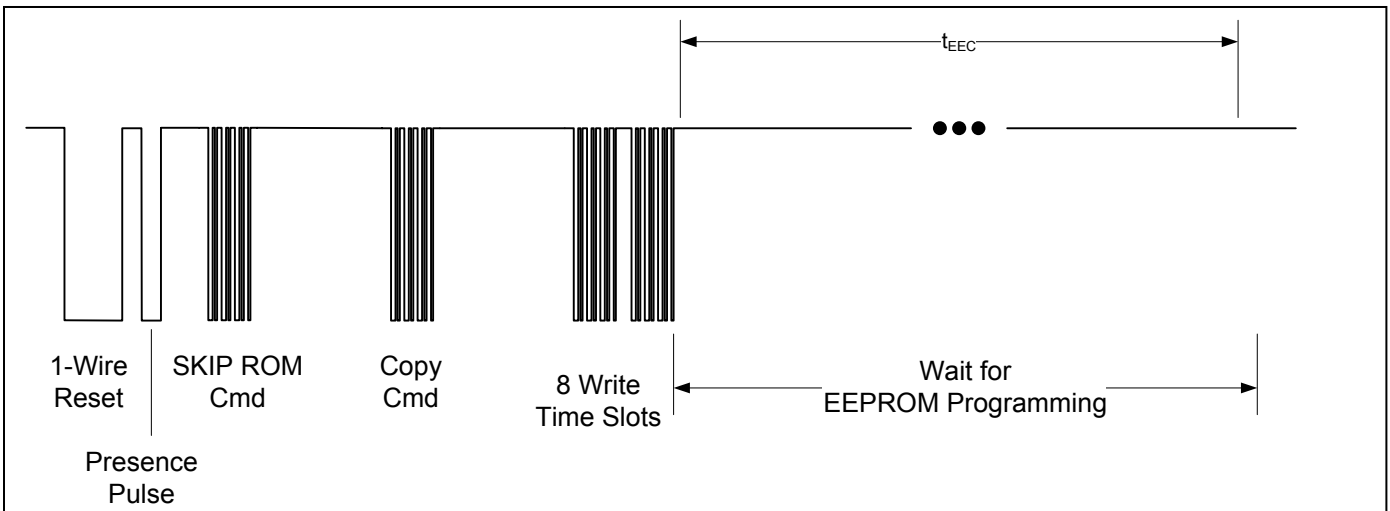 tEEC
1-Wire
Reset
SKIP ROM
Cmd
Copy
Cmd
8 Write
Time Slots
Wait for
EEPROM Programming
Presence
Pulse